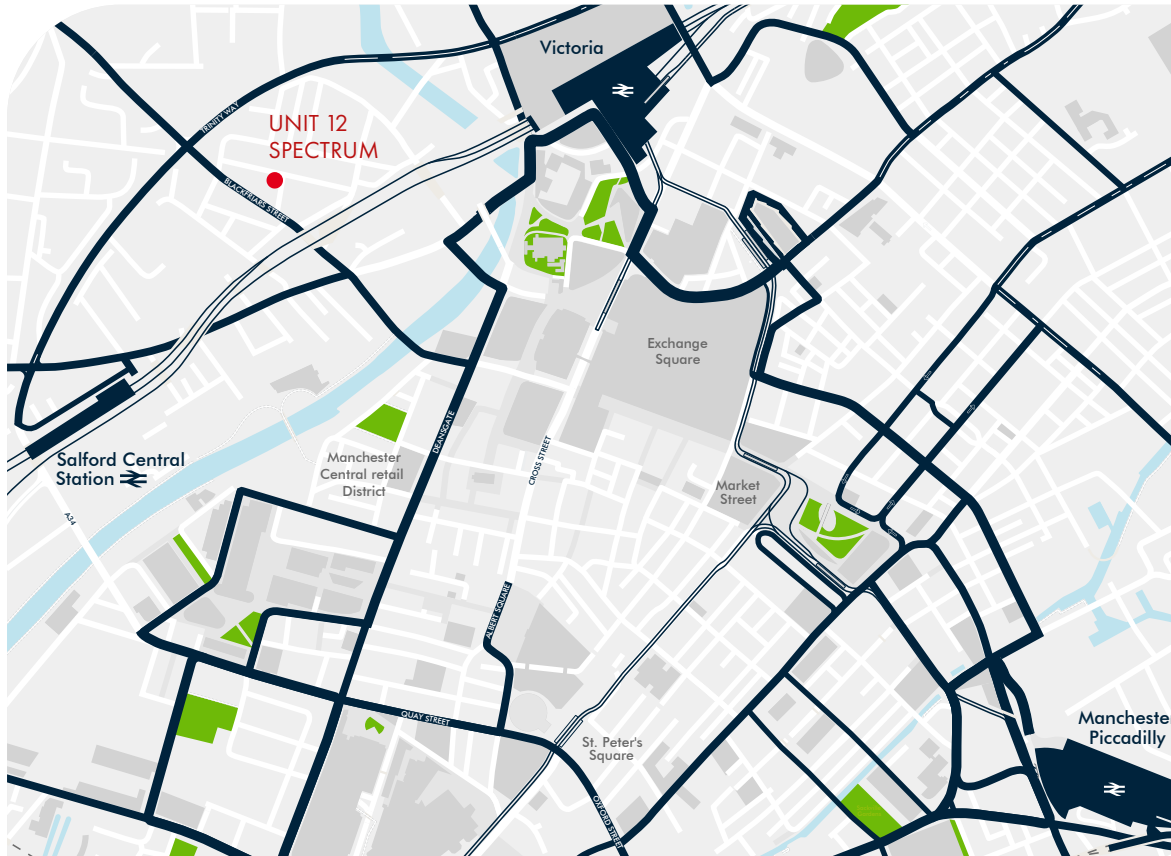 Victoria
TRINITY WAY
UNIT 12
SPECTRUM
BLACKFRIARS STREET
Exchange
Square
DEANSGATE
CROSS STREET
Salford Central
Station
Manchester
Central retail
District
Market
Street
A34
ALBERT SQUARE
QUAY STREET
St. Peter's
Square
Manchester
Piccadilly
OXFORD STREET